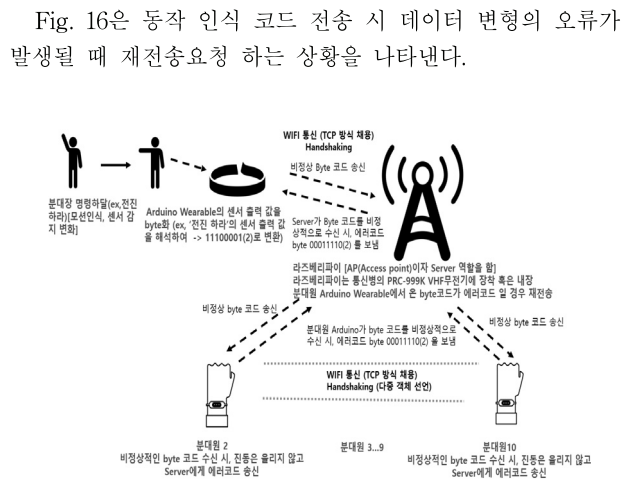 Fig. 16은 동작 인식 코드 전송 시 데이터 변형의 오류가
발생될 때 재전송요청 하는 상황을 나타낸다.
WIFI 통신 (TCP 방식 채용)
Handshaking
비정상 Byte 코드 송신
분대장 명령하달(ex,전진
하라)[모션인식, 센서 감
지 변화]
Arduino Wearable의 센서 출력 값을
byte화 (ex, '전진 하라'의 센서 출력 값
을 해석하여 -> 11100001(2)로 변환)
Server가 Byte 코드를 비정
상적으로 수신 시, 에러코드
byte 00011110(2) 를 보냄
라즈베리파이 [AP(Access point)이자 Server 역할을 함]
라즈베리파이는 통신병의 PRC-999K VHF무전기에 장착 혹은 내장
분대원 Arduino Wearable에서 온 byte코드가 에러코드 일 경우 재전송
비정상 byte 코드 송신
분대원 Arduino가 byte 코드를 비정상적으로
수신 시, 에러코드 byte 00011110(2) 을 보냄
비정상 byte 코드 송신
WIFI 통신 (TCP 방식 채용)
Handshaking (다중 객체 선언)
분대원 2
비정상적인 byte 코드 수신 시, 진동은 울리지 않고
Server에게 에러코드 송신
분대원 3...9
분대원10
비정상적인 byte 코드 수신 시, 진동은 울리지 않고
Server에게 에러코드 송신